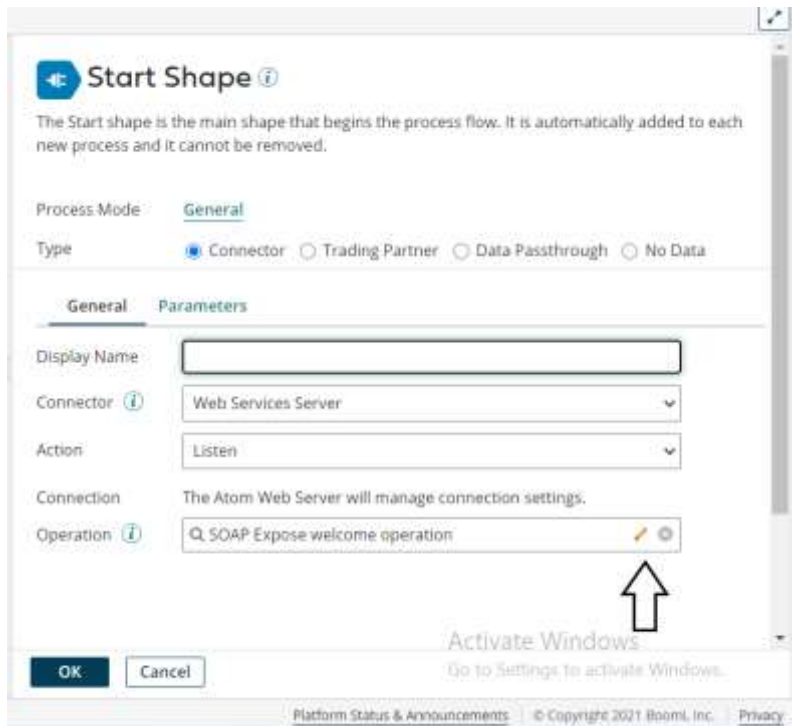 Start Shape
The Start shape is the main shape that begins the process flow. It is automatically added to each
new process and it cannot be removed.
Process Mode General
Type Connector Trading Partner Data Passthrough No Data
General Parameters
Display Name
Connector Web Services Server
Action Listen
Connection The Atom Web Server will manage connection settings.
Operation SOAP Expose welcome operation
Activate Windows
Go to Settings to activate Windows.
OK Cancel
Platform Status & Announcements © Copyright 2021 Boomi, Inc. Privacy